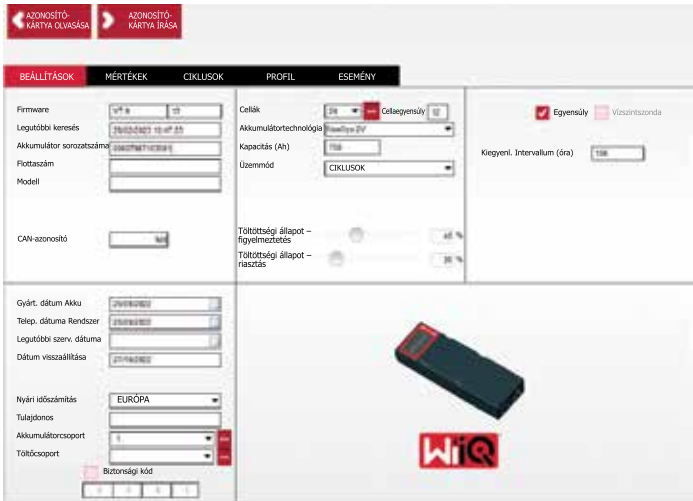 AZONOSÍTÓ-
KÁRTYA OLVASÁSA
AZONOSÍTÓ-
KÁRTYA ÍRÁSA
BEÁLLÍTÁSOK MÉRTÉKEK CIKLUSOK PROFIL ESEMÉNY
Firmware
Legutóbbi keresés
Akkumulátor sorozatszáma
Flottaszám
Modell
CAN-azonosító
Cellák 24 Cellaegyensúly 12
Akkumulátortechnológia
Kapacitás (Ah)
Üzemmód CIKLUSOK
Töltöttségi állapot –
figyelmeztetés
Töltöttségi állapot –
riasztás
Egyensúly Vízszintszonda
Kiegyenl. Intervallum (óra)
Gyárt. dátum Akku
Telep. dátuma Rendszer
Legutóbbi szerv. dátuma
Dátum visszaállítása
Nyári időszámítás EURÓPA
Tulajdonos
Akkumulátorcsoport 1
Töltőcsoport
Biztonsági kód
WiQ